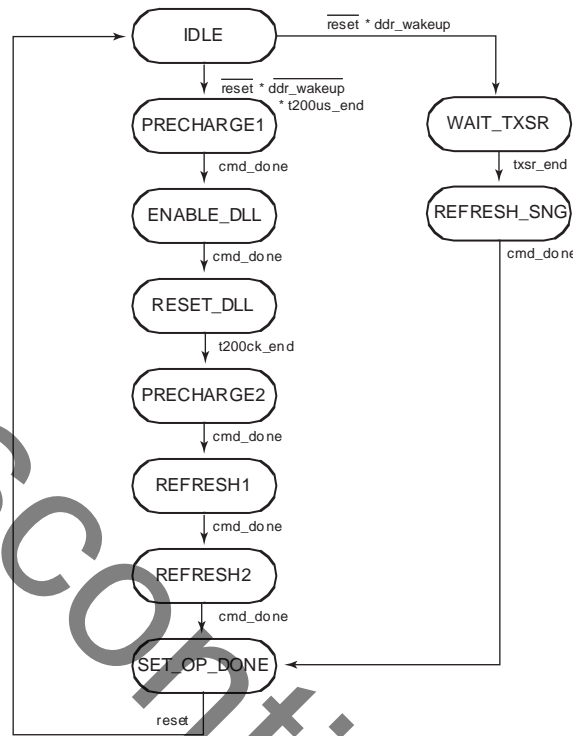 IDLE
reset * ddr_wakeup
reset * ddr_wakeup
* t200us_end
PRECHARGE1
WAIT_TXSR
cmd_done
txsr_end
ENABLE_DLL
REFRESH_SNG
cmd_done
cmd_done
RESET_DLL
t200ck_end
PRECHARGE2
cmd_done
REFRESH1
cmd_done
REFRESH2
cmd_done
SET_OP_DONE
reset